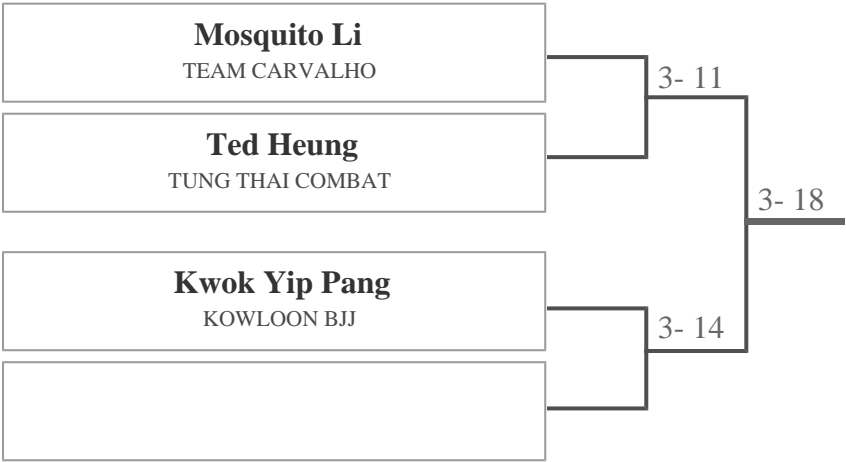 Mosquito Li
TEAM CARVALHO
3- 11
Ted Heung
TUNG THAI COMBAT
3- 18
Kwok Yip Pang
KOWLOON BJJ
3- 14